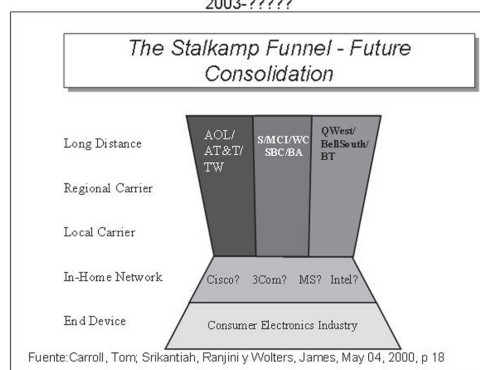 2003-?????
The Stalkamp Funnel - Future
Consolidation
Long Distance
Regional Carrier
Local Carrier
In-Home Network
End Device
AOL/
AT&T/
TW
S/MCI/WC
SBC/BA
QWest/
BellSouth/
BT
Cisco? 3Com? MS? Intel?
Consumer Electronics Industry
Fuente:Carroll, Tom; Srikantiah, Ranjini y Wolters, James, May 04, 2000, p 18